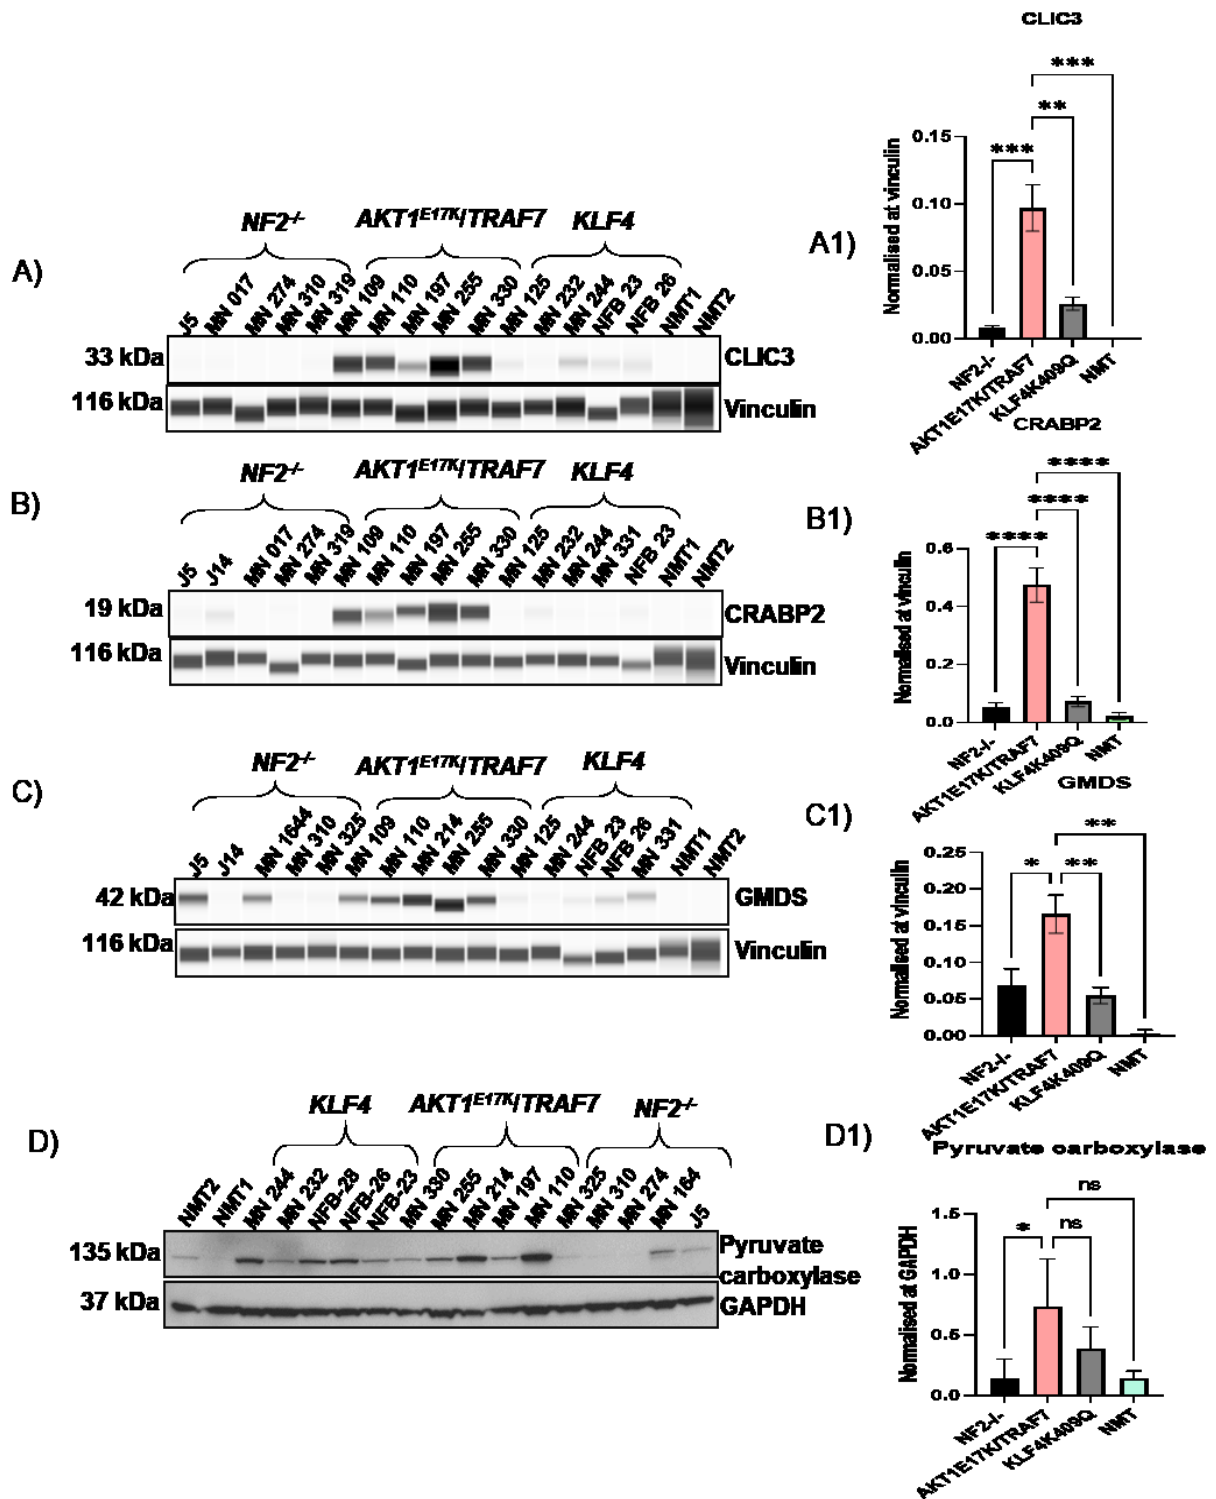 CLIC3
***
**
***
0.15
0.10
0.05
0.00
Normalised at vinculin
A1)
NF2-/-
AKT1E17K/TRAF7
KLF4K409Q
NMT
A)
NF2-/-
AKT1E17K/TRAF7
KLF4
J5
MN 017
MN 274
MN 310
MN 319
MN 109
MN 110
MN 197
MN 255
MN 330
MN 125
MN 232
MN 244
NFB 23
NFB 26
NMT1
NMT2
33 kDa
CLIC3
116 kDa
Vinculin
CRABP2
****
****
****
0.6
0.4
0.2
0.0
Normalised at vinculin
B1)
NF2-/-
AKT1E17K/TRAF7
KLF4K409Q
NMT
B)
NF2-/-
AKT1E17K/TRAF7
KLF4
J5
J14
MN 017
MN 274
MN 319
MN 109
MN 110
MN 197
MN 255
MN 330
MN 125
MN 232
MN 244
MN 331
NFB 23
NMT1
NMT2
19 kDa
CRABP2
116 kDa
Vinculin
GMDS
**
*
**
0.25
0.20
0.15
0.10
0.05
0.00
Normalised at vinculin
C1)
NF2-/-
AKT1E17K/TRAF7
KLF4K409Q
NMT
C)
NF2-/-
AKT1E17K/TRAF7
KLF4
J5
J14
MN 1644
MN 310
MN 325
MN 109
MN 110
MN 214
MN 255
MN 330
MN 125
MN 244
NFB 23
NFB 26
MN 331
NMT1
NMT2
42 kDa
GMDS
116 kDa
Vinculin
D)
KLF4
AKT1E17K/TRAF7
NF2-/-
NMT2
NMT1
MN 244
MN 232
NFB-28
NFB-26
NFB-23
MN 330
MN 255
MN 214
MN 197
MN 110
MN 325
MN 310
MN 274
MN 164
J5
135 kDa
Pyruvate
carboxylase
37 kDa
GAPDH
D1)
Pyruvate carboxylase
ns
*
ns
1.5
1.0
0.5
0.0
Normalised at GAPDH
NF2-/-
AKT1E17K/TRAF7
KLF4K409Q
NMT